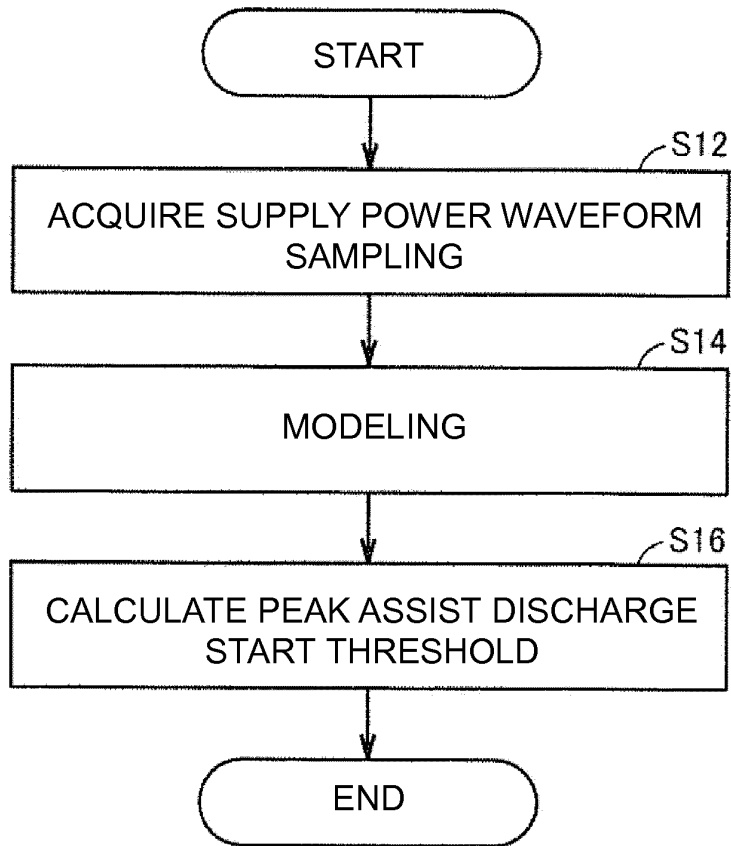 START
S12
ACQUIRE SUPPLY POWER WAVEFORM
SAMPLING
S14
MODELING
S16
CALCULATE PEAK ASSIST DISCHARGE
START THRESHOLD
END